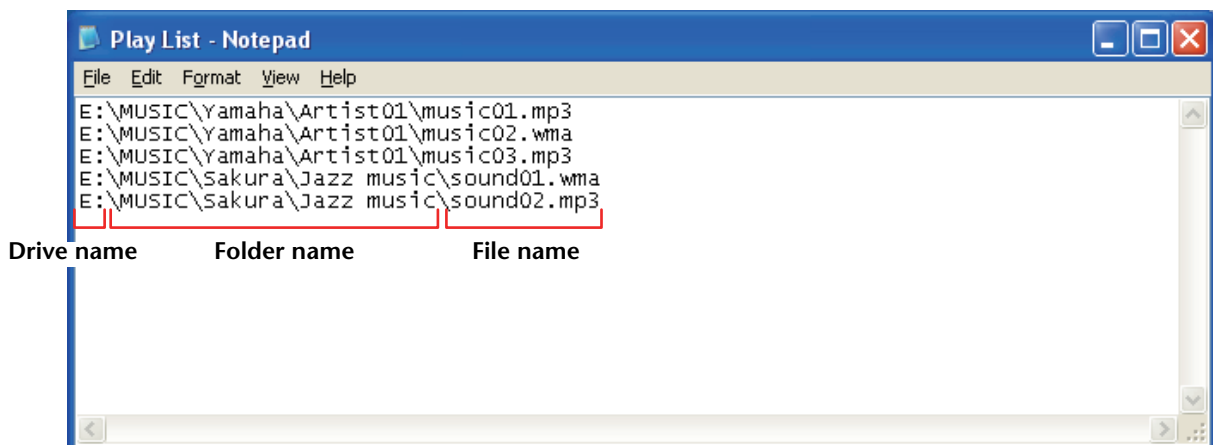 Play List - Notepad
File Edit Format View Help
E:\MUSIC\Yamaha\Artist01\music01.mp3
E:\MUSIC\Yamaha\Artist01\music02.wma
E:\MUSIC\Yamaha\Artist01\music03.mp3
E:\MUSIC\Sakura\Jazz music\sound01.wma
E:\MUSIC\Sakura\Jazz music\sound02.mp3
Drive name Folder name File name